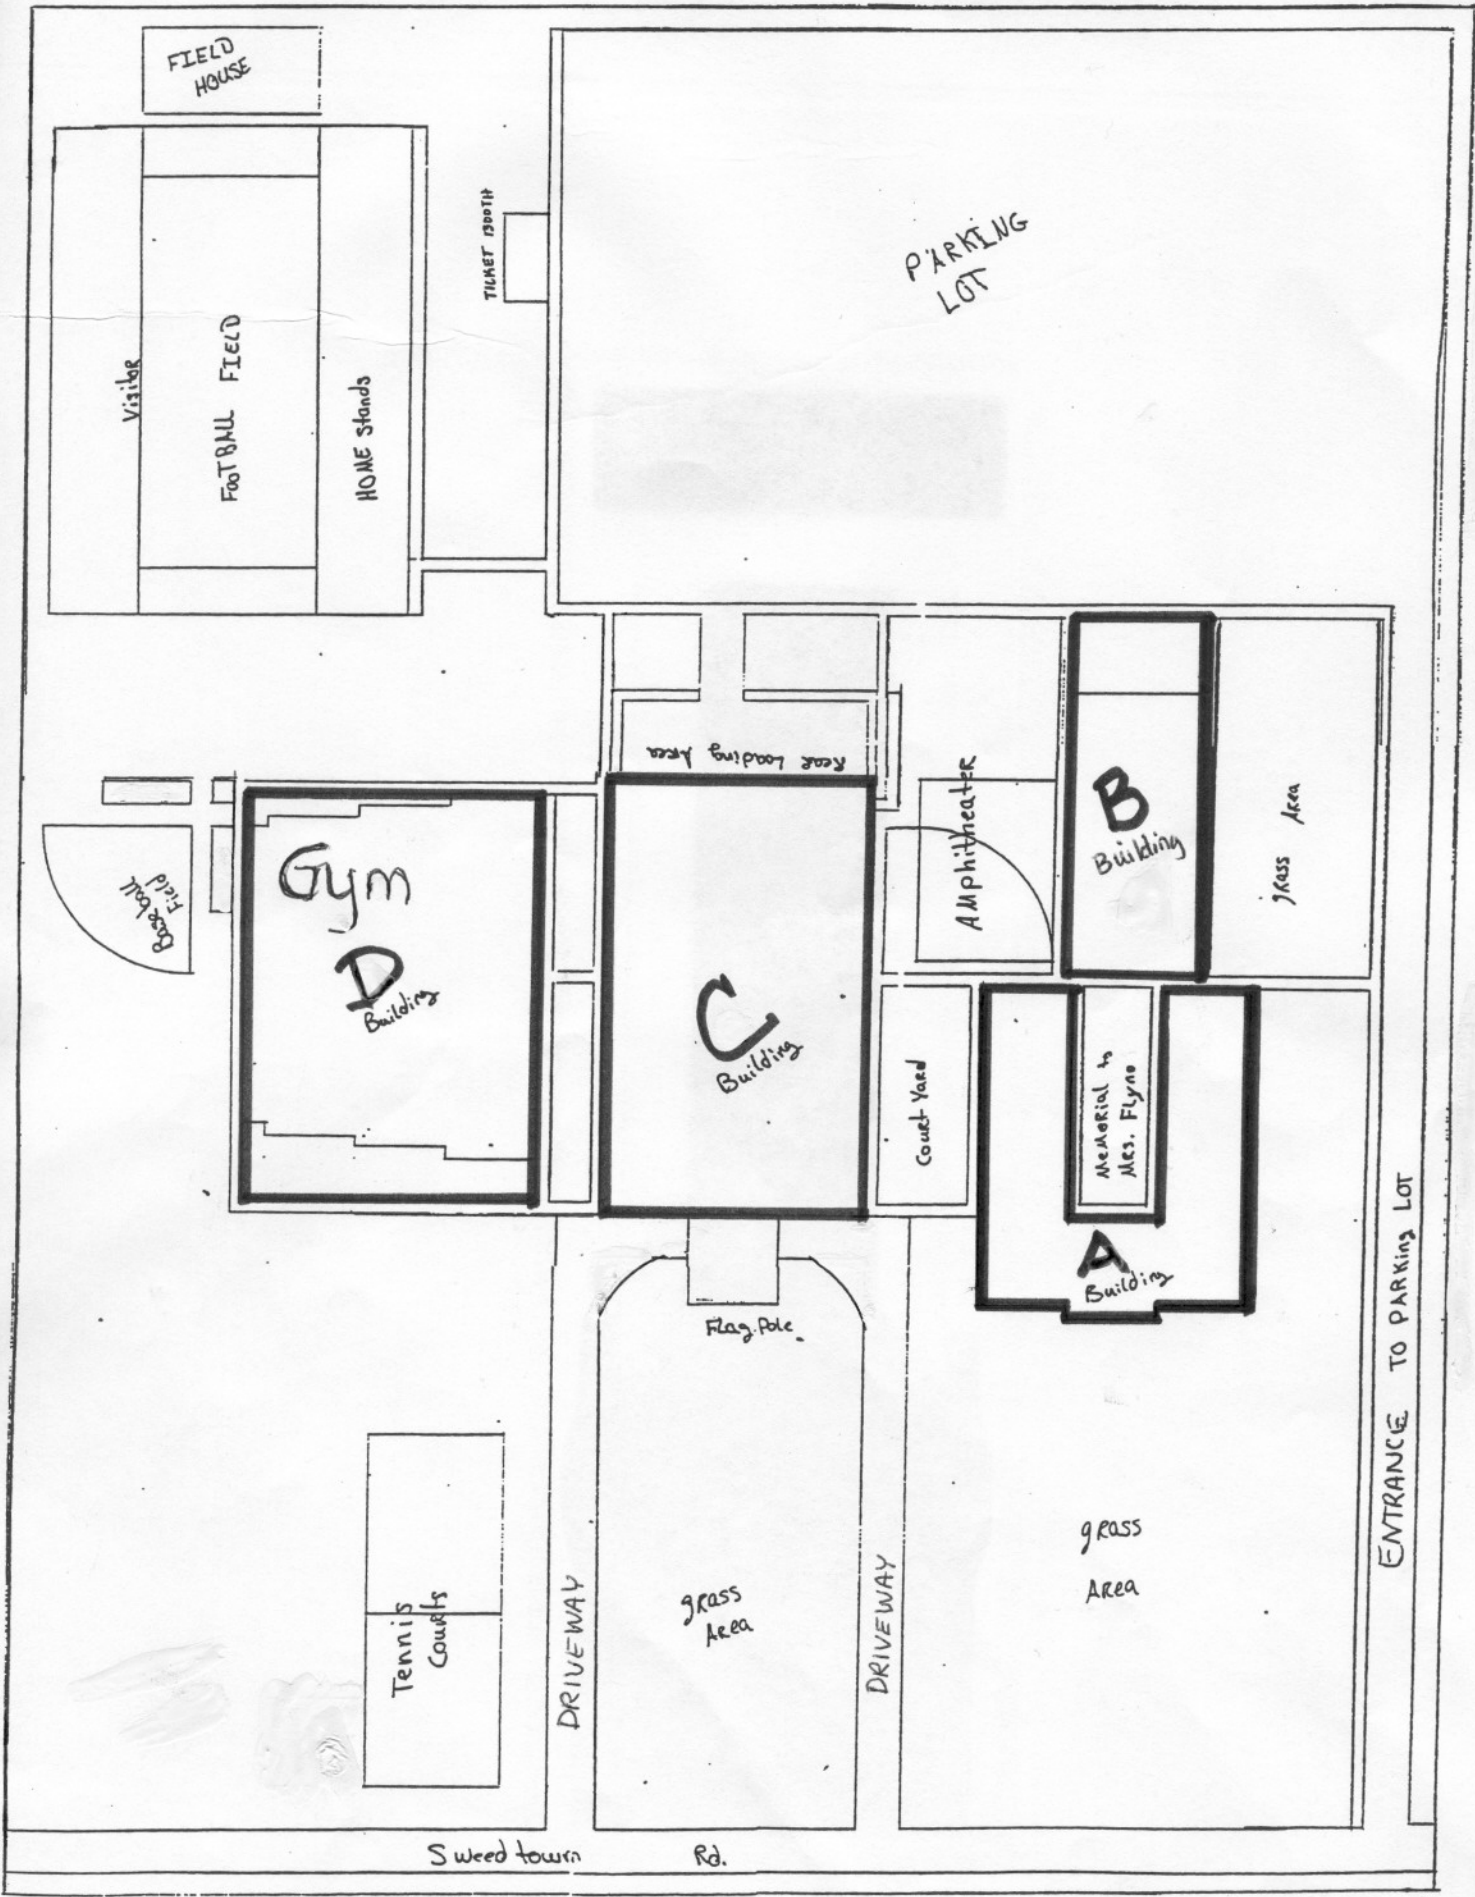 FIELD
HOUSE
TICKET BOOTH
PARKING
LOT
Visitor
FOOTBALL FIELD
HOME Stands
Rear Loading Area
Baseball
Field
Gym
D
Building
C
Building
AMphitheater
B
Building
grass Area
Court Yard
Memorial to
Mrs. Flynn
A
Building
Flag Pole
ENTRANCE TO PARKing LOT
Tennis
Courts
DRIVEWAY
grass
Area
DRIVEWAY
grass
Area
Sweed town Rd.